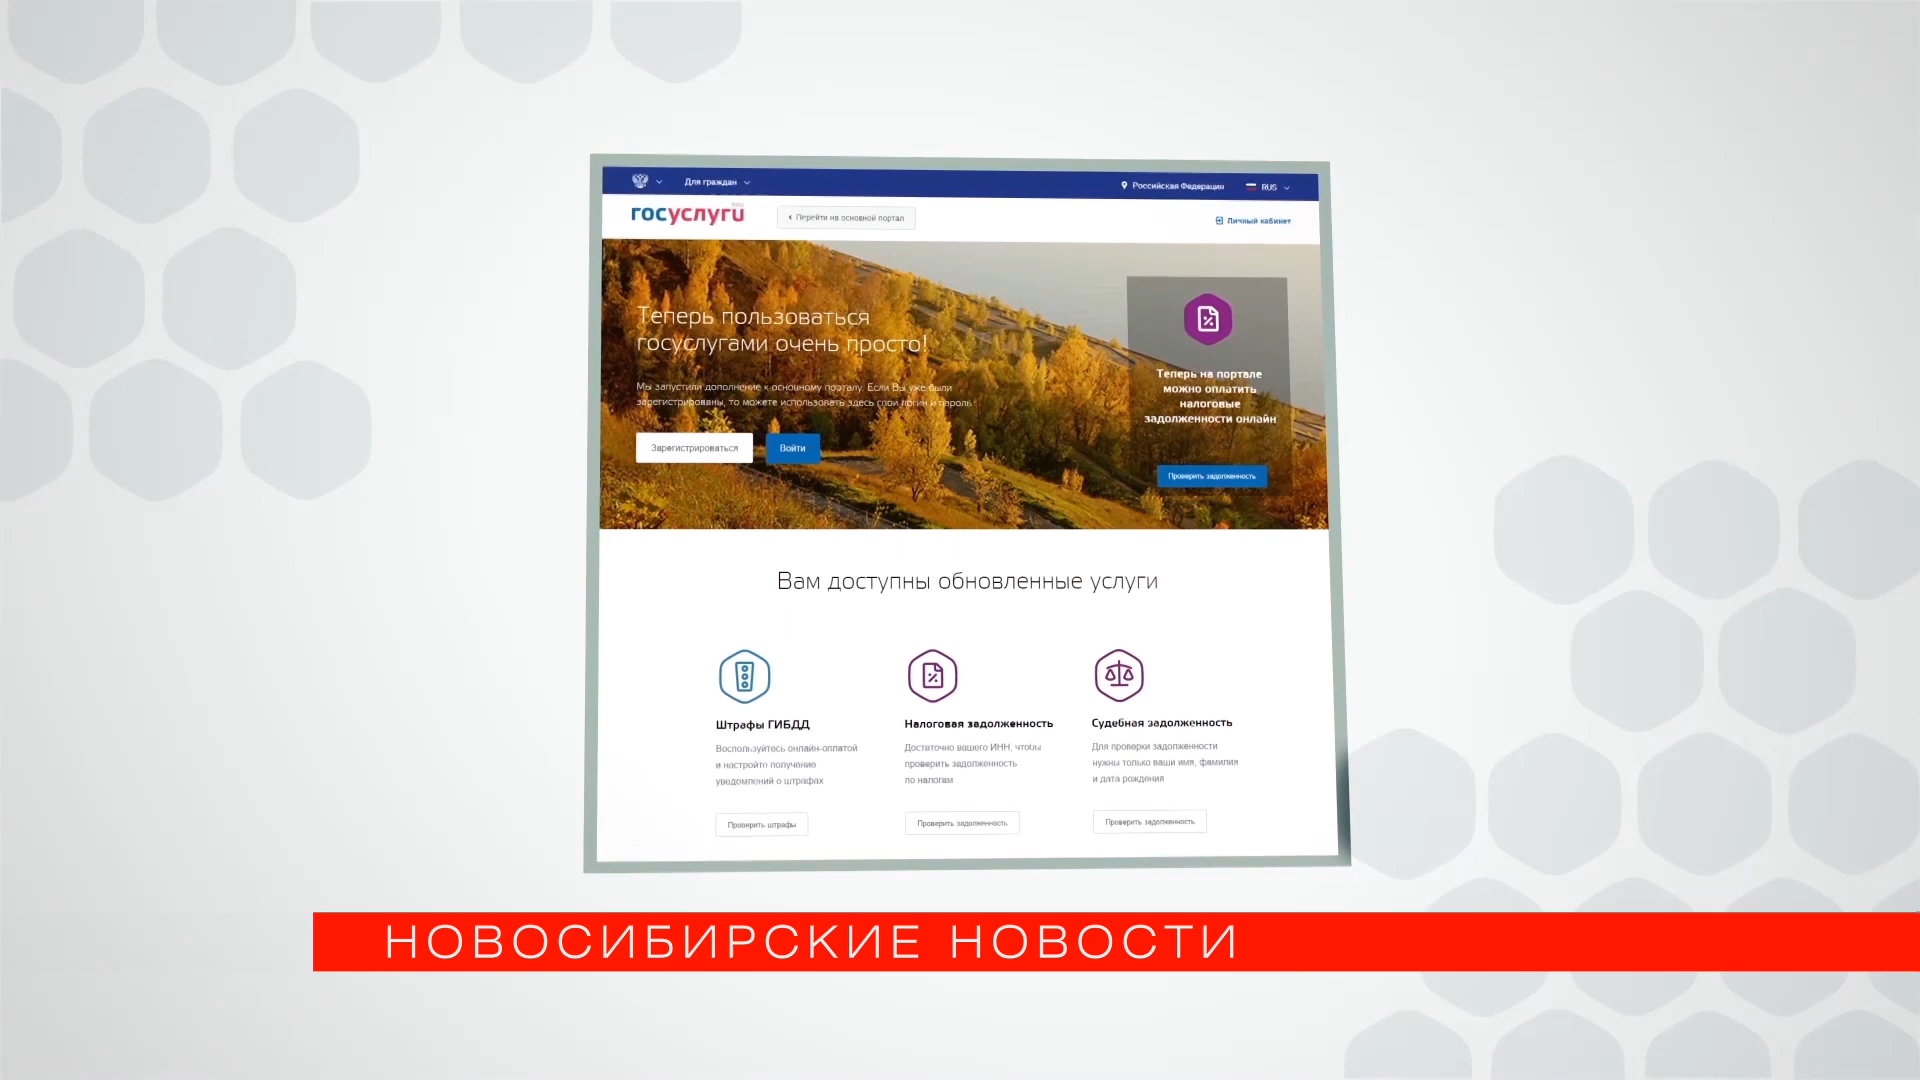 Для граждан
Российская Федерация
RUS
госуслуги
beta
Перейти на основной портал
Личный кабинет
Теперь пользоваться
госуслугами очень просто!
Мы запустили дополнение к основному порталу. Если Вы уже были
зарегистрированы, то можете использовать здесь свои логин и пароль.
Зарегистрироваться
Войти
Теперь на портале
можно оплатить
налоговые
задолженности онлайн
Проверить задолженность
Вам доступны обновленные услуги
Штрафы ГИБДД
Воспользуйтесь онлайн-оплатой
и настройте получение
уведомлений о штрафах
Проверить штрафы
Налоговая задолженность
Достаточно вашего ИНН, чтобы
проверить задолженность
по налогам
Проверить задолженность
Судебная задолженность
Для проверки задолженности
нужны только ваши имя, фамилия
и дата рождения
Проверить задолженность
НОВОСИБИРСКИЕ НОВОСТИ